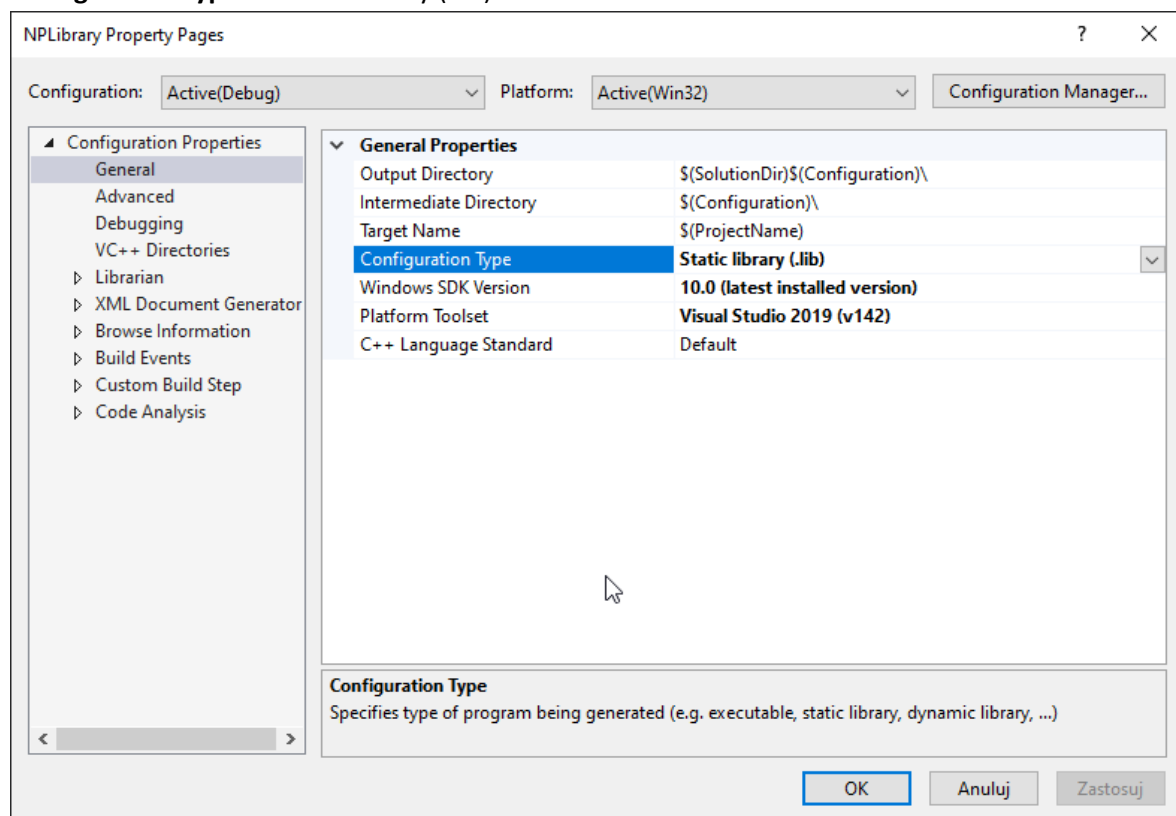 NPLibrary Property Pages ?
Configuration: Active(Debug) Platform: Active(Win32) Configuration Manager...
Configuration Properties
General
Advanced
Debugging
VC++ Directories
Librarian
XML Document Generator
Browse Information
Build Events
Custom Build Step
Code Analysis
General Properties
Output Directory $(SolutionDir)$(Configuration)\
Intermediate Directory $(Configuration)\
Target Name $(ProjectName)
Configuration Type Static library (.lib)
Windows SDK Version 10.0 (latest installed version)
Platform Toolset Visual Studio 2019 (v142)
C++ Language Standard Default
Configuration Type
Specifies type of program being generated (e.g. executable, static library, dynamic library, ...)
OK Anuluj Zastosuj